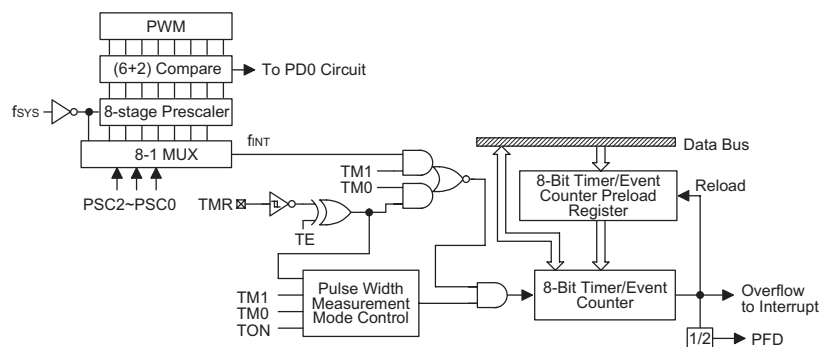 PWM
(6+2) Compare
To PD0 Circuit
fSYS
8-stage Prescaler
8-1 MUX
fINT
PSC2~PSC0
TM1
TM0
TMR
TE
Data Bus
8-Bit Timer/Event
Counter Preload
Register
Reload
TM1
TM0
TON
Pulse Width
Measurement
Mode Control
8-Bit Timer/Event
Counter
Overflow
to Interrupt
1/2
PFD